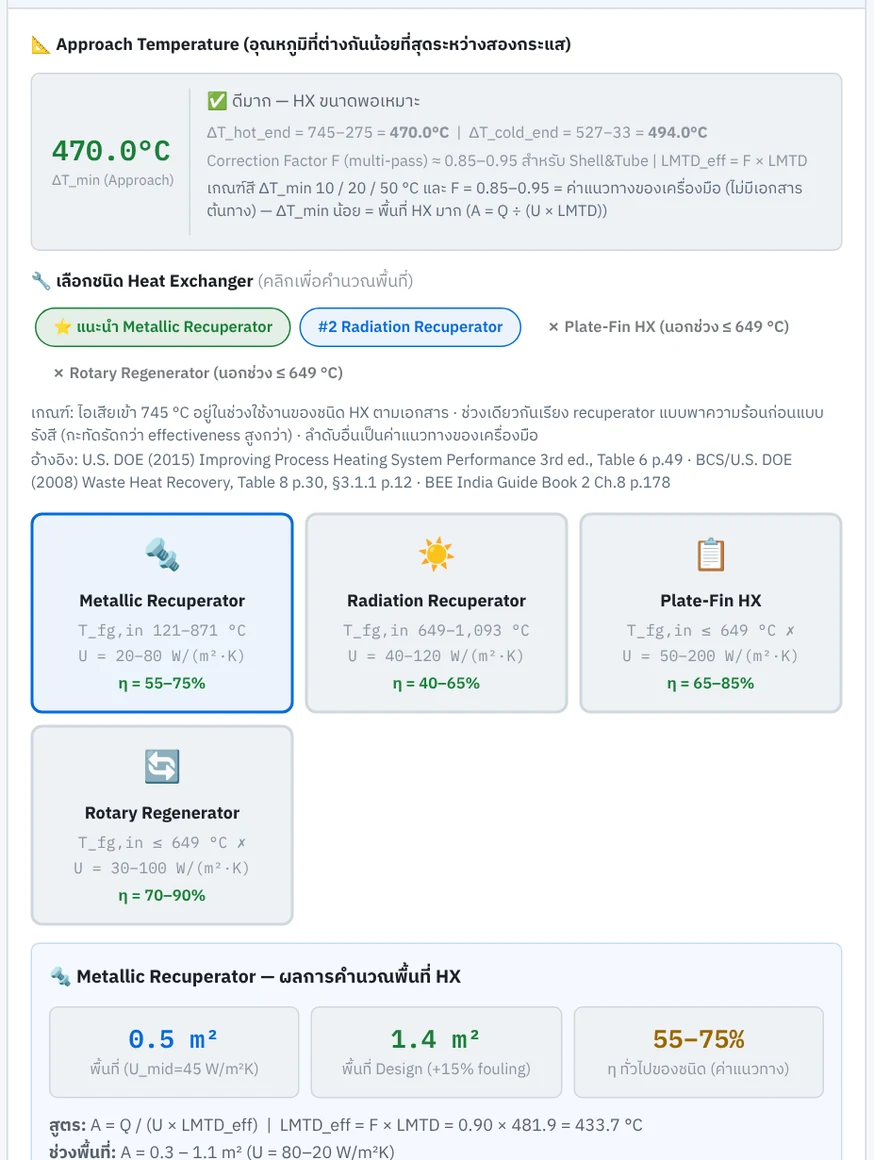 📐 Approach Temperature (อุณหภูมิที่ต่างกันน้อยที่สุดระหว่างสองกระแส)
470.0°C
ΔT_min (Approach)
✅ ดีมาก — HX ขนาดพอเหมาะ
ΔT_hot_end = 745−275 = 470.0°C | ΔT_cold_end = 527−33 = 494.0°C
Correction Factor F (multi-pass) ≈ 0.85–0.95 สำหรับ Shell&Tube | LMTD_eff = F × LMTD
เกณฑ์สี ΔT_min 10 / 20 / 50 °C และ F = 0.85–0.95 = ค่าแนวทางของเครื่องมือ (ไม่มีเอกสาร
ต้นทาง) — ΔT_min น้อย = พื้นที่ HX มาก (A = Q ÷ (U × LMTD))
🔧 เลือกชนิด Heat Exchanger (คลิกเพื่อคำนวณพื้นที่)
⭐ แนะนำ Metallic Recuperator
#2 Radiation Recuperator
× Plate-Fin HX (นอกช่วง ≤ 649 °C)
× Rotary Regenerator (นอกช่วง ≤ 649 °C)
เกณฑ์: ไอเสียเข้า 745 °C อยู่ในช่วงใช้งานของชนิด HX ตามเอกสาร · ช่วงเดียวกันเรียง recuperator แบบพาความร้อนก่อนแบบ
รังสี (กะทัดรัดกว่า effectiveness สูงกว่า) · ลำดับอื่นเป็นค่าแนวทางของเครื่องมือ
อ้างอิง: U.S. DOE (2015) Improving Process Heating System Performance 3rd ed., Table 6 p.49 · BCS/U.S. DOE
(2008) Waste Heat Recovery, Table 8 p.30, §3.1.1 p.12 · BEE India Guide Book 2 Ch.8 p.178
Metallic Recuperator
T_fg,in 121–871 °C
U = 20–80 W/(m²·K)
η = 55–75%
Radiation Recuperator
T_fg,in 649–1,093 °C
U = 40–120 W/(m²·K)
η = 40–65%
Plate-Fin HX
T_fg,in ≤ 649 °C ✗
U = 50–200 W/(m²·K)
η = 65–85%
Rotary Regenerator
T_fg,in ≤ 649 °C ✗
U = 30–100 W/(m²·K)
η = 70–90%
🔩 Metallic Recuperator — ผลการคำนวณพื้นที่ HX
0.5 m²
พื้นที่ (U_mid=45 W/m²K)
1.4 m²
พื้นที่ Design (+15% fouling)
55–75%
η ทั่วไปของชนิด (ค่าแนวทาง)
สูตร: A = Q / (U × LMTD_eff) | LMTD_eff = F × LMTD = 0.90 × 481.9 = 433.7 °C
ช่วงพื้นที่: A = 0.3 – 1.1 m² (U = 80–20 W/m²K)